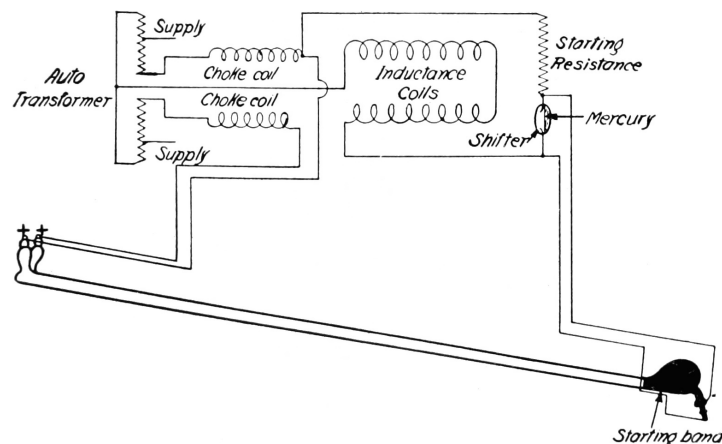 Supply
Choke coil
Auto
Transformer
Choke coil
Supply
Inductance
Coils
Starting
Resistance
Mercury
Shifter
+ +
Starting band